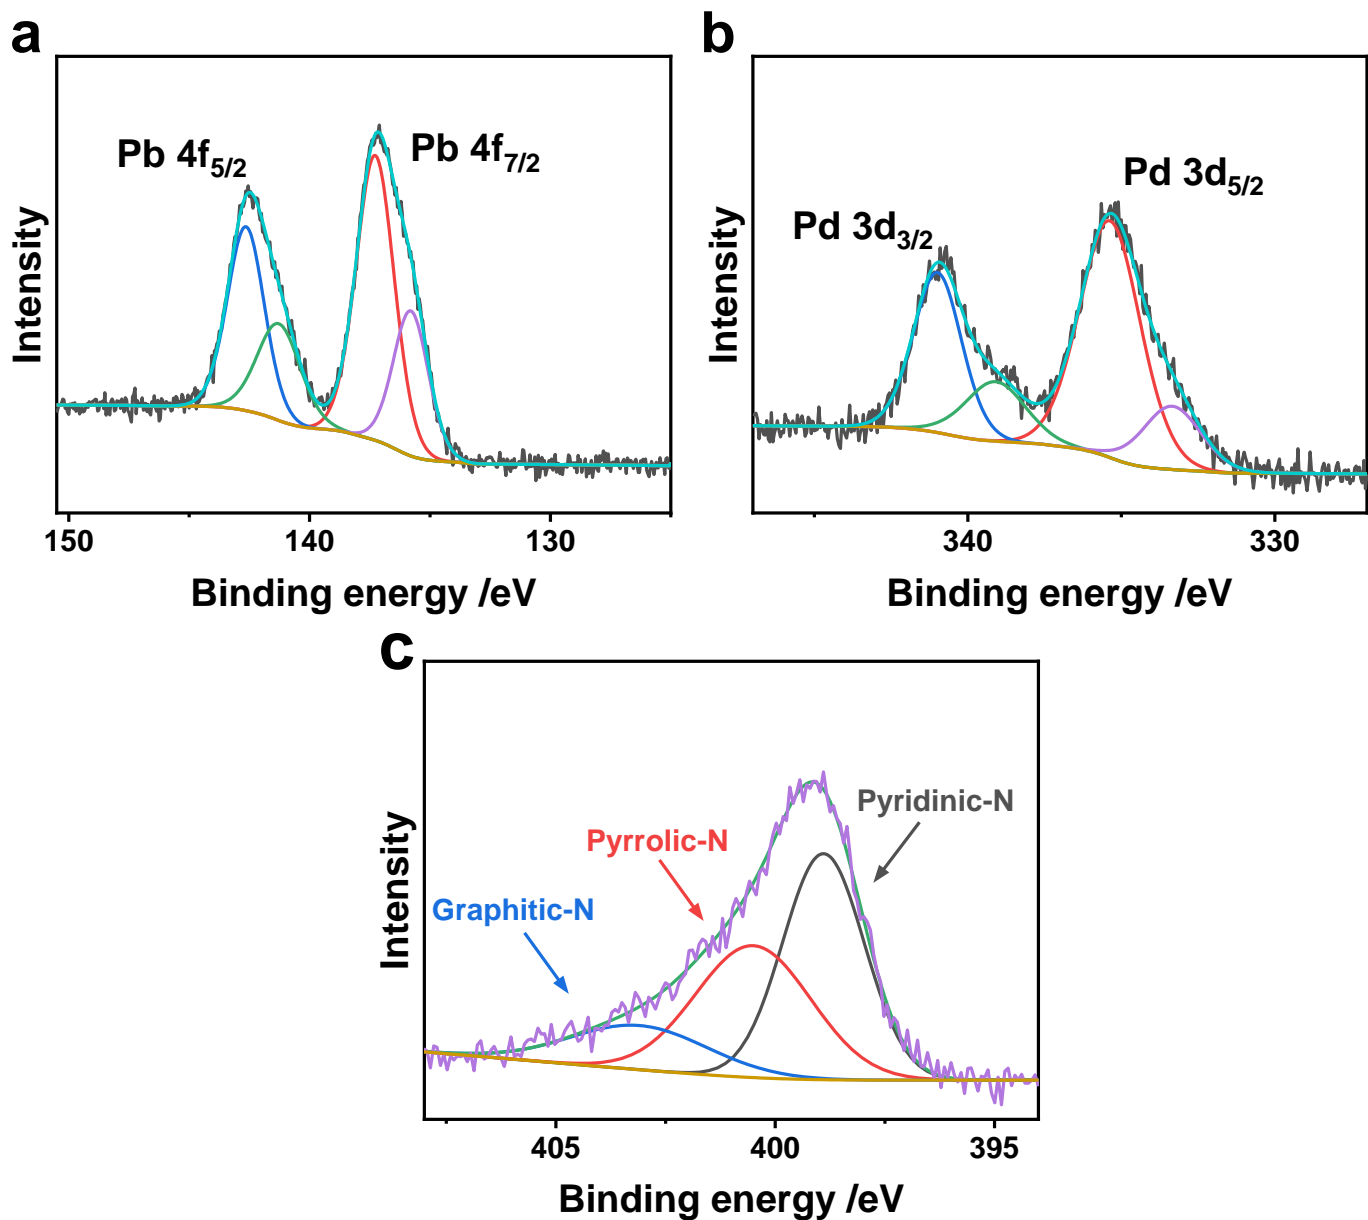 a
Pb 4f5/2
Pb 4f7/2
Intensity
150
140
130
Binding energy /eV
b
Pd 3d3/2
Pd 3d5/2
Intensity
340
330
Binding energy /eV
c
Pyridinic-N
Pyrrolic-N
Graphitic-N
Intensity
405
400
395
Binding energy /eV